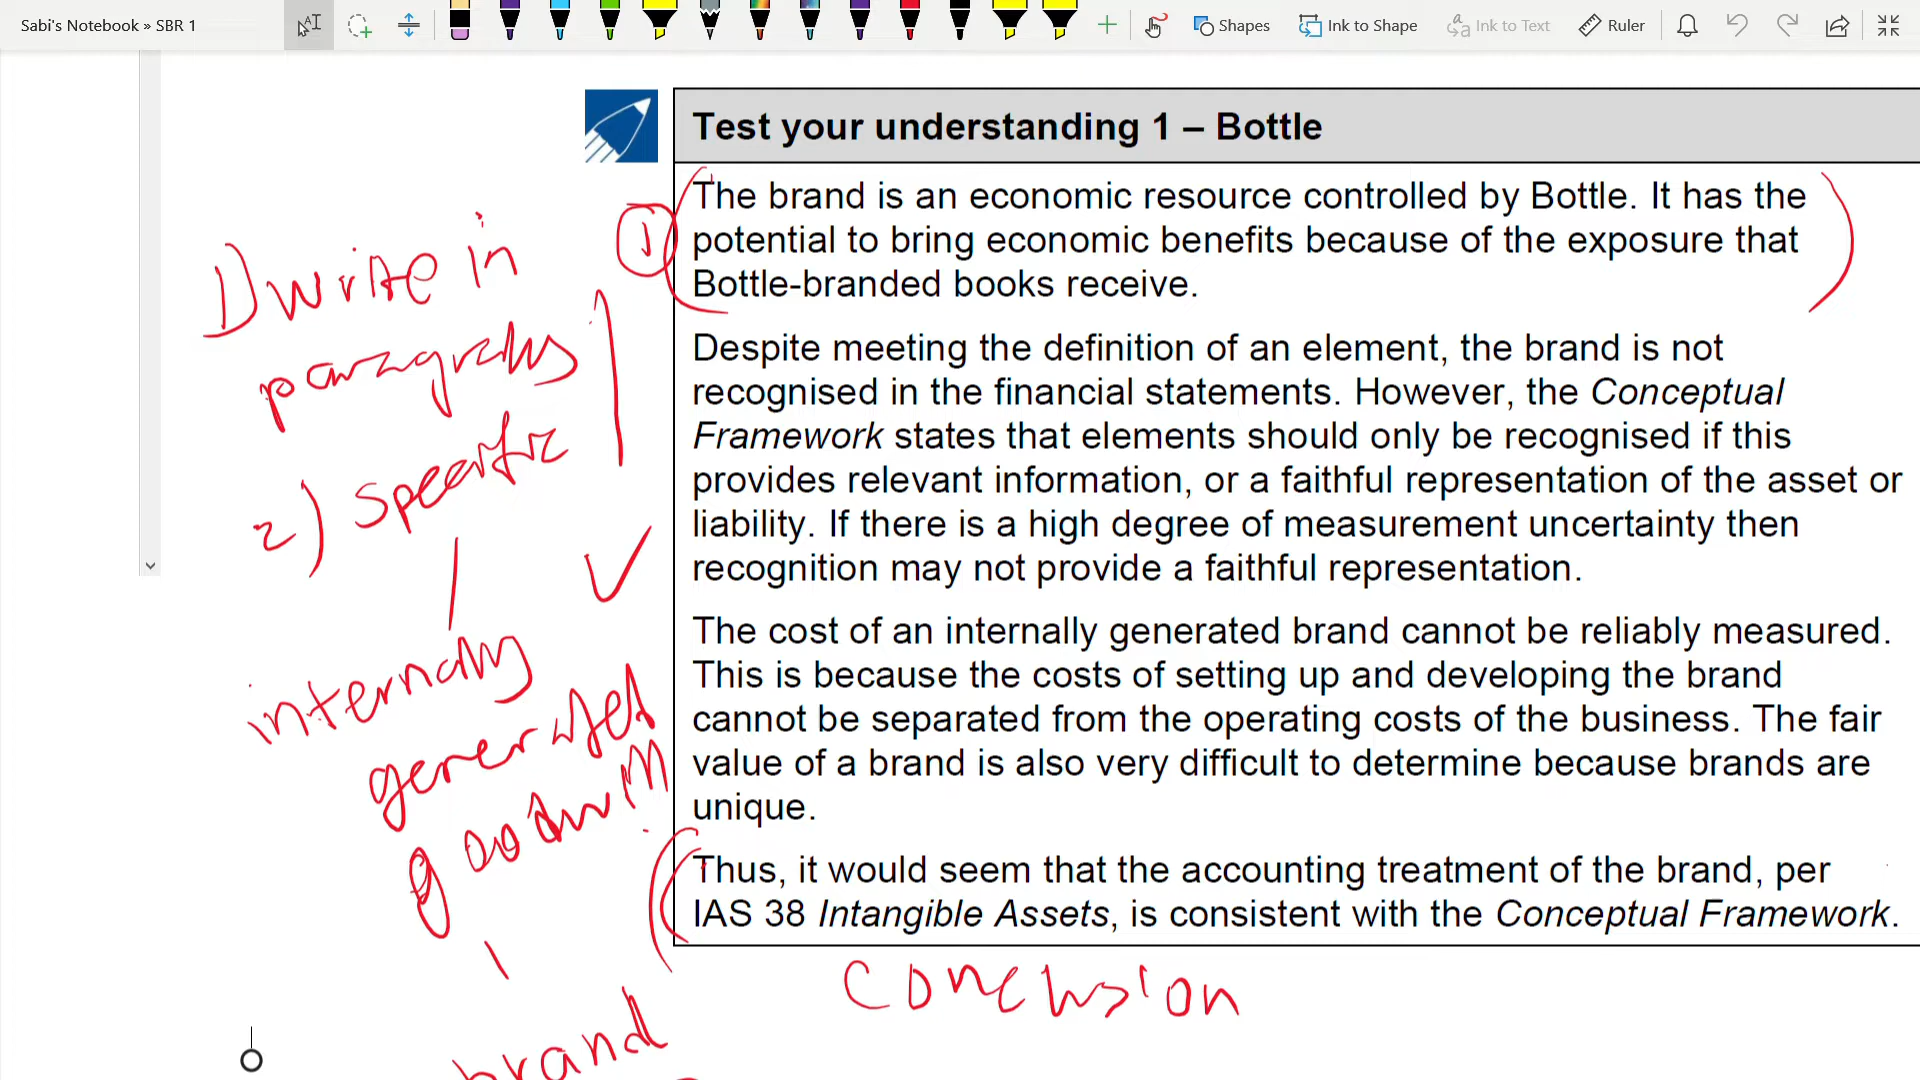 Sabi's Notebook » SBR 1
Shapes
Ink to Shape
Ink to Text
Ruler
Test your understanding 1 – Bottle
The brand is an economic resource controlled by Bottle. It has the
potential to bring economic benefits because of the exposure that
Bottle-branded books receive.
Despite meeting the definition of an element, the brand is not
recognised in the financial statements. However, the Conceptual
Framework states that elements should only be recognised if this
provides relevant information, or a faithful representation of the asset or
liability. If there is a high degree of measurement uncertainty then
recognition may not provide a faithful representation.
The cost of an internally generated brand cannot be reliably measured.
This is because the costs of setting up and developing the brand
cannot be separated from the operating costs of the business. The fair
value of a brand is also very difficult to determine because brands are
unique.
Thus, it would seem that the accounting treatment of the brand, per
IAS 38 Intangible Assets, is consistent with the Conceptual Framework.
1) write in
paragraphs
2) specific
internally
generated
goodwill
brand
1
Conclusion